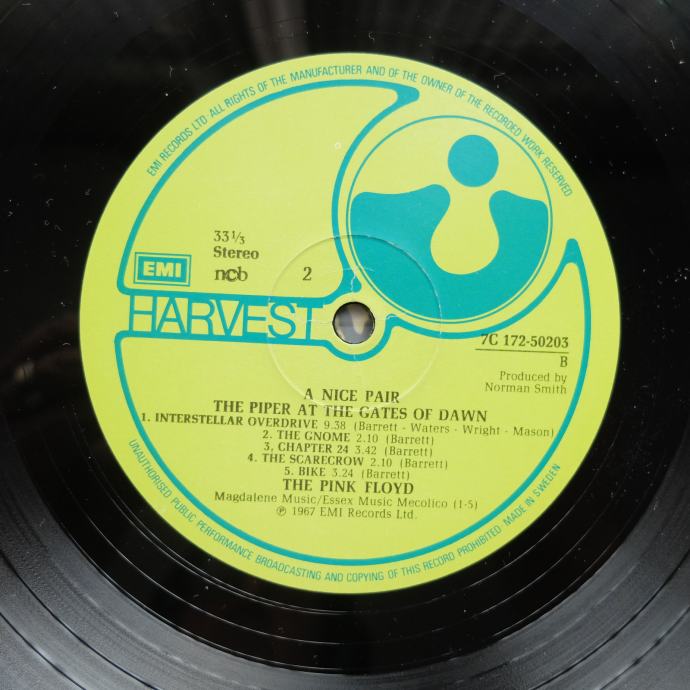 EMI RECORDS LTD · ALL RIGHTS OF THE MANUFACTURER AND OF THE OWNER OF THE RECORDED WORK RESERVED
33 1/3
Stereo
EMI
ncb
2
HARVEST
7C 172-50203
B
Produced by
Norman Smith
A NICE PAIR
THE PIPER AT THE GATES OF DAWN
1. INTERSTELLAR OVERDRIVE 9.38 (Barrett - Waters - Wright - Mason)
2. THE GNOME 2.10 (Barrett)
3, CHAPTER 24 3.42 (Barrett)
4. THE SCARECROW 2.10 (Barrett)
5. BIKE 3.24 (Barrett)
THE PINK FLOYD
Magdalene Music/Essex Music Mecolico (1-5)
℗ 1967 EMI Records Ltd.
UNAUTHORISED PUBLIC PERFORMANCE BROADCASTING AND COPYING OF THIS RECORD PROHIBITED · MADE IN SWEDEN